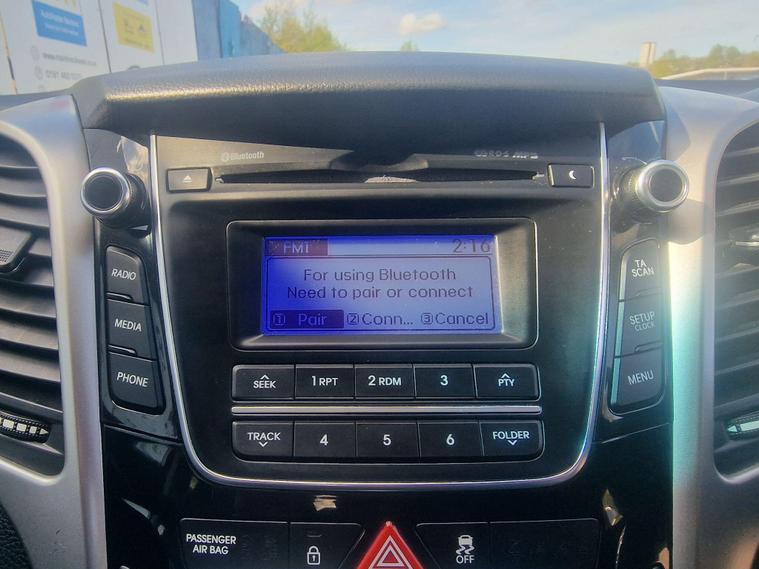 Bluetooth
RDS MP3
FM1 2:16
For using Bluetooth
Need to pair or connect
1 Pair 2 Conn... 3 Cancel
RADIO
MEDIA
PHONE
TA
SCAN
SETUP
CLOCK
MENU
SEEK 1 RPT 2 RDM 3 PTY
TRACK 4 5 6 FOLDER
PASSENGER
AIR BAG
OFF